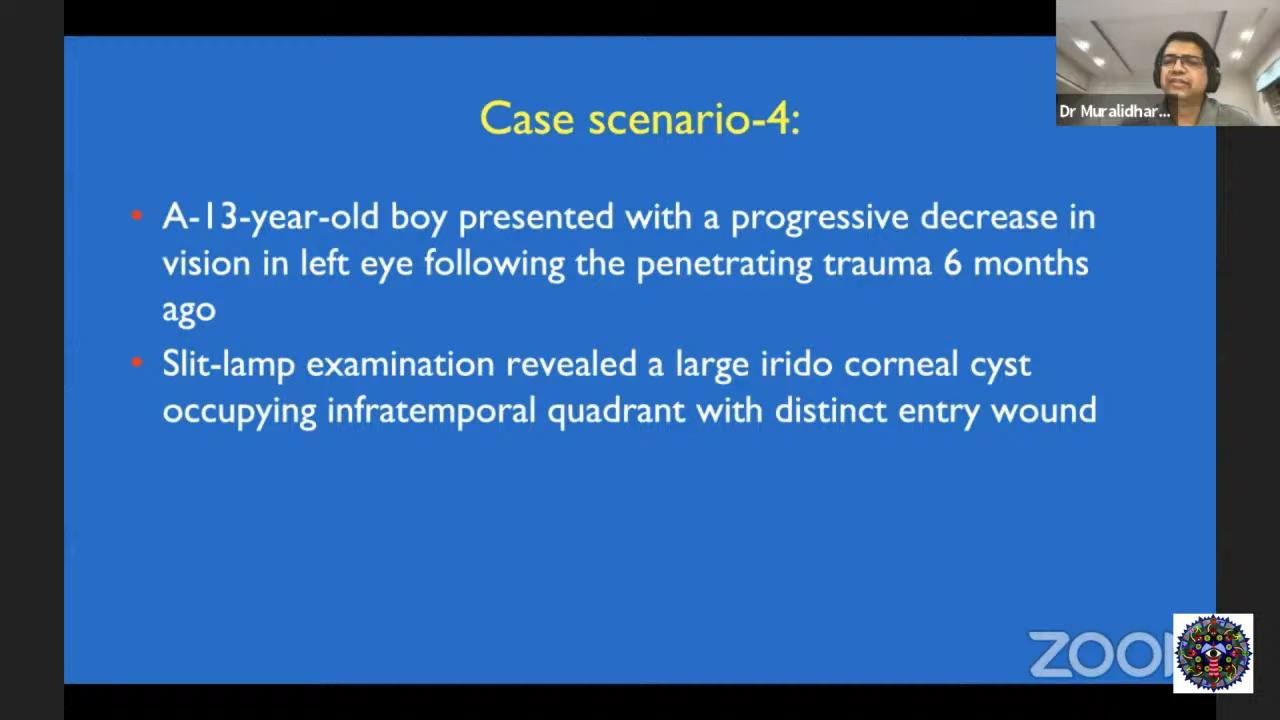 Case scenario-4:
Dr Muralidhar...
• A-13-year-old boy presented with a progressive decrease in
vision in left eye following the penetrating trauma 6 months
ago
• Slit-lamp examination revealed a large irido corneal cyst
occupying infratemporal quadrant with distinct entry wound